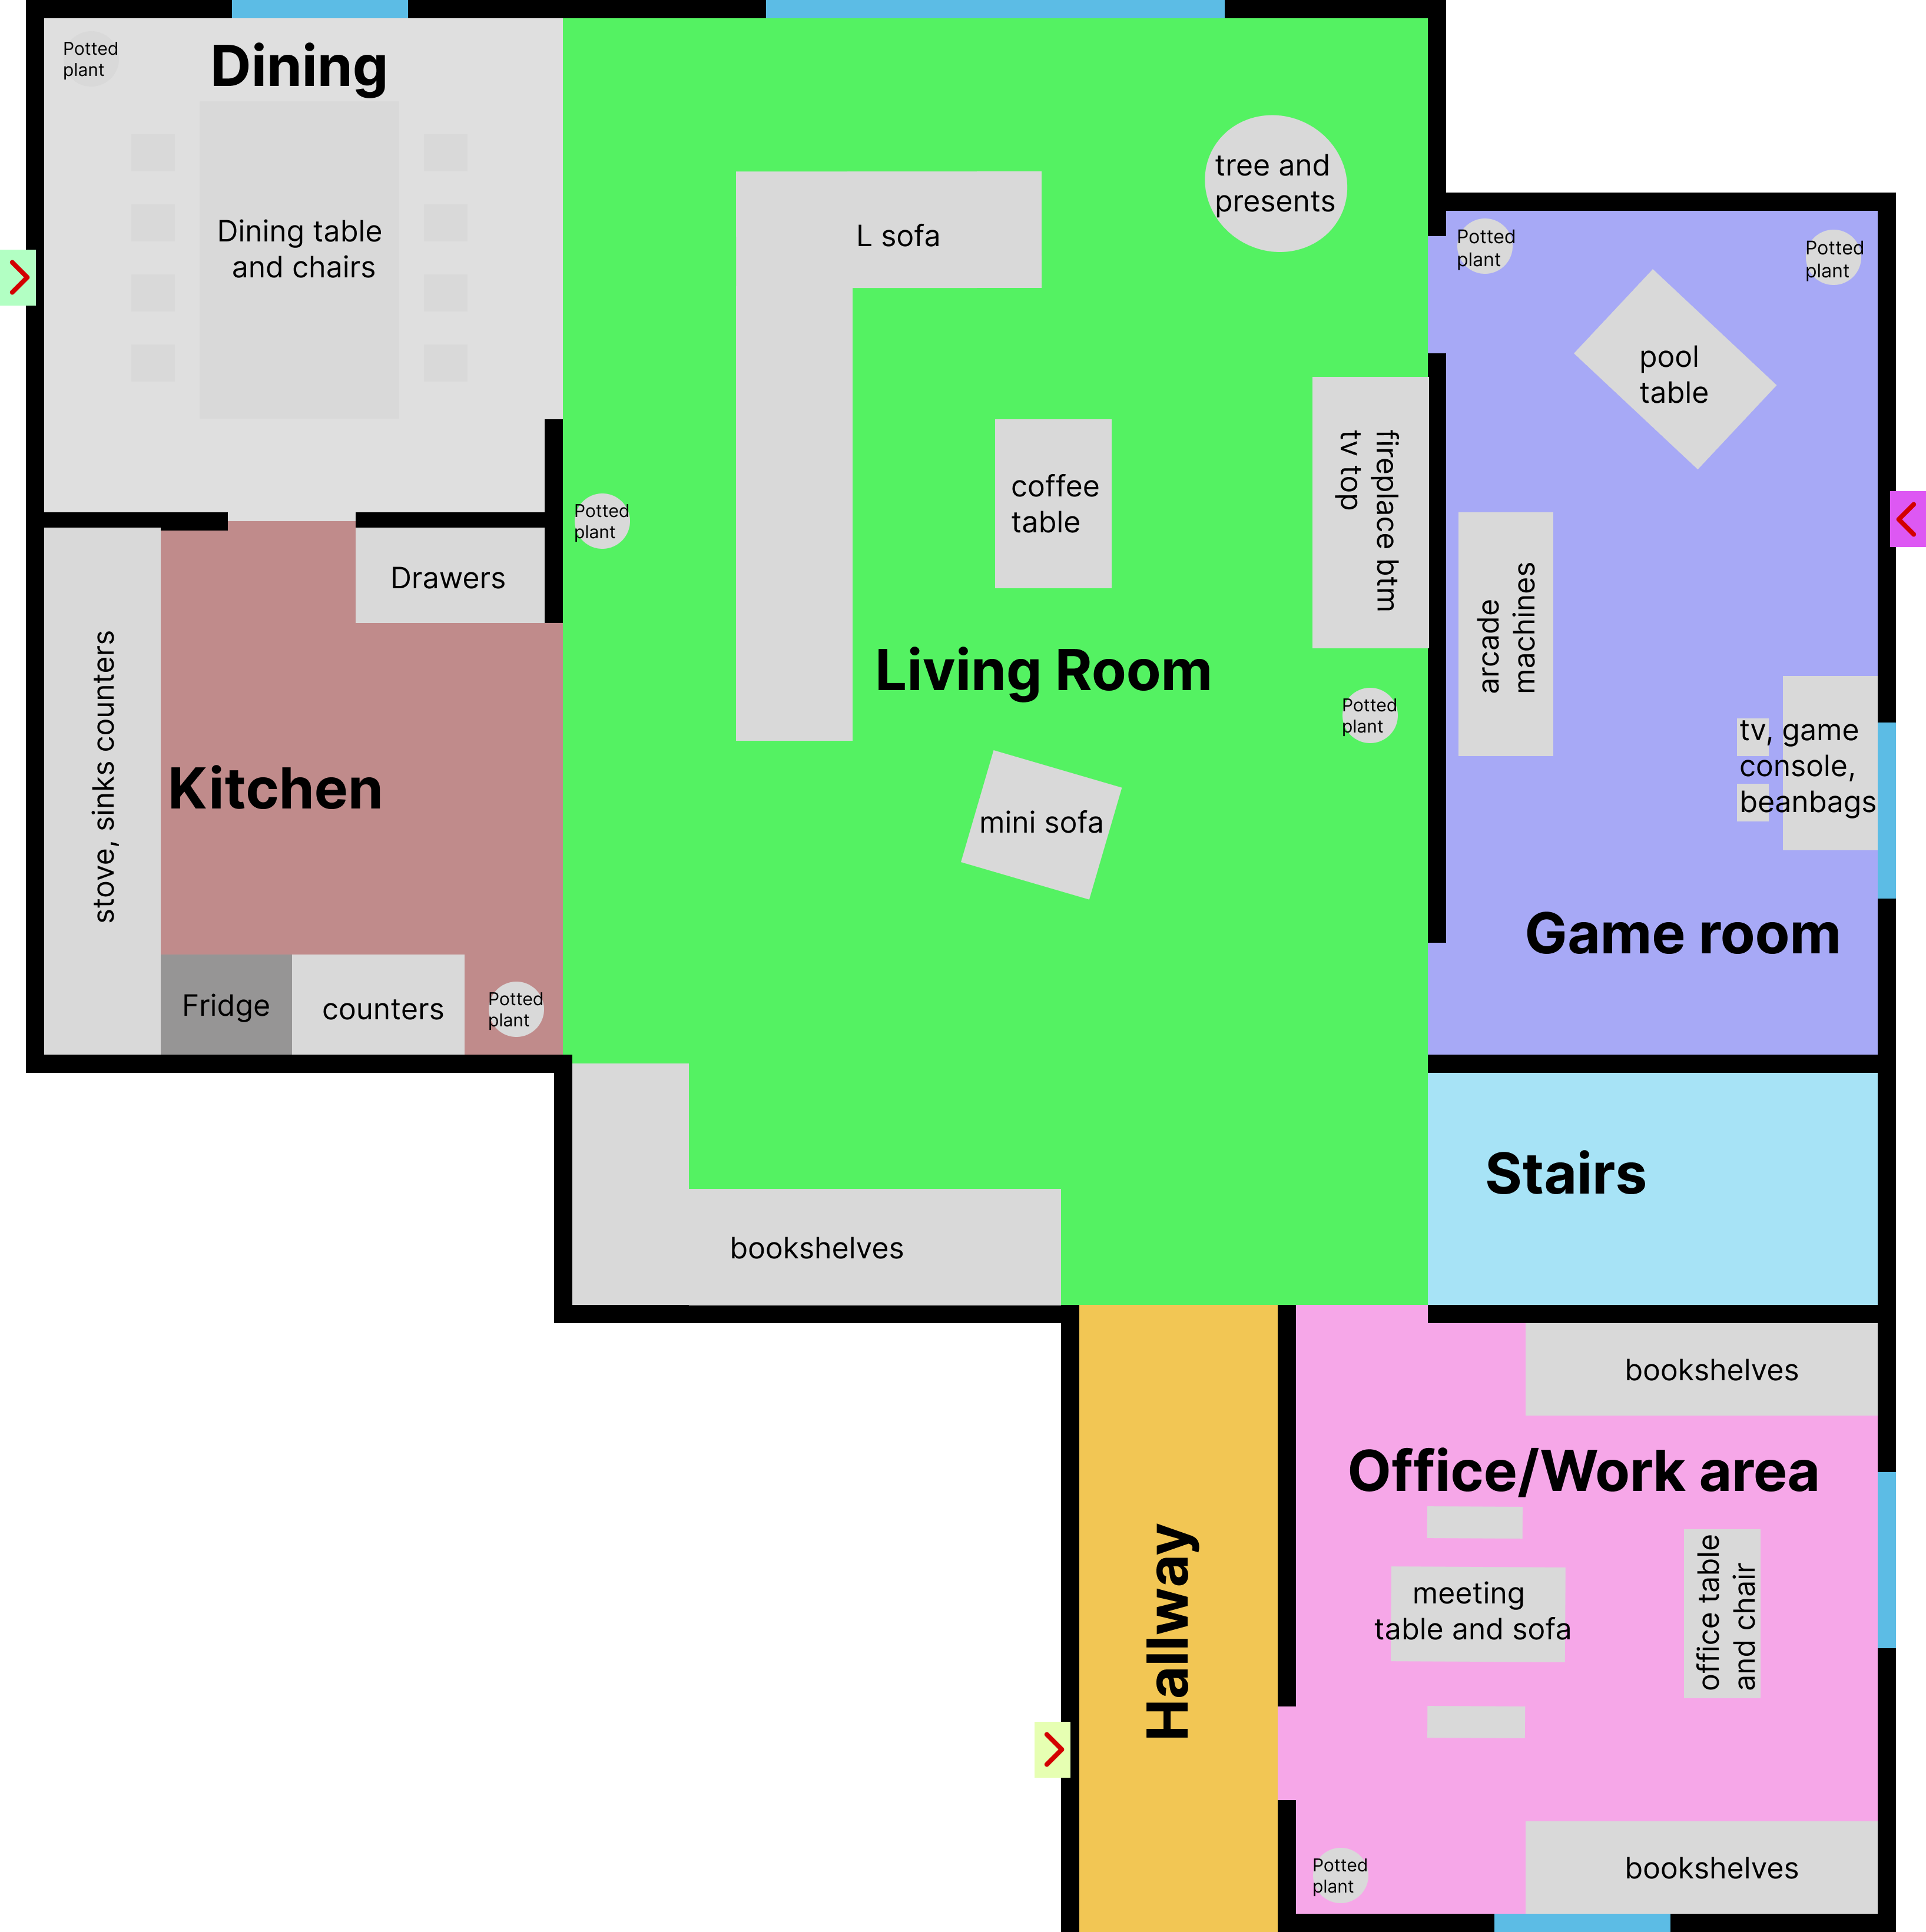 Potted
plant
Dining
Dining table
and chairs
L sofa
tree and
presents
Potted
plant
Potted
plant
pool
table
Potted
plant
coffee
table
fireplace btm
tv top
arcade
machines
Drawers
Living Room
Potted
plant
tv, game
console,
beanbags
stove, sinks counters
Kitchen
mini sofa
Game room
Fridge
counters
Potted
plant
Stairs
bookshelves
bookshelves
Office/Work area
Hallway
meeting
table and sofa
office table
and chair
Potted
plant
bookshelves